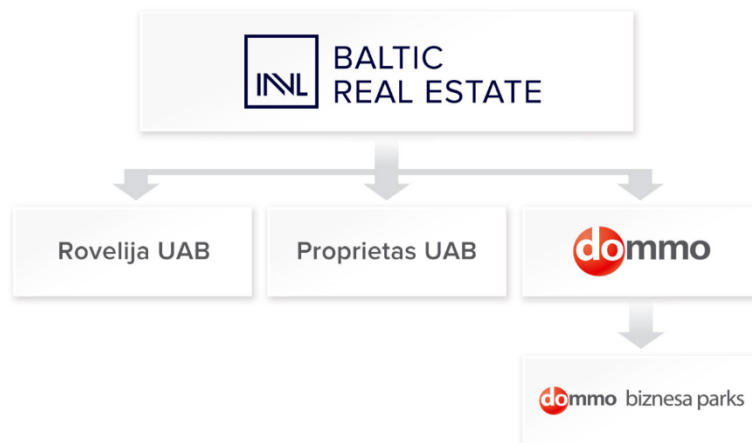 INVL
BALTIC
REAL ESTATE
Rovelija UAB
Proprietas UAB
dommo
dommo biznesa parks